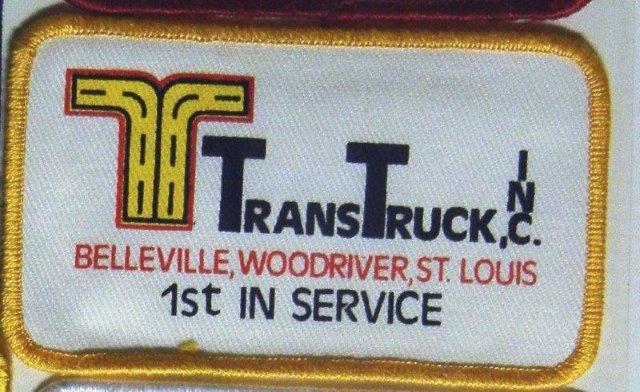 TRANSTRUCK, INC.
BELLEVILLE, WOODRIVER, ST. LOUIS
1st IN SERVICE